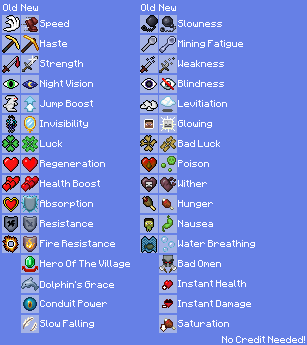 Old New
Speed
Haste
Strength
Night Vision
Jump Boost
Invisibility
Luck
Regeneration
Health Boost
Absorption
Resistance
Fire Resistance
Hero Of The Village
Dolphin's Grace
Conduit Power
Slow Falling
Old New
Slowness
Mining Fatigue
Weakness
Blindness
Levitiation
Glowing
Bad Luck
Poison
Wither
Hunger
Nausea
Water Breathing
Bad Omen
Instant Health
Instant Damage
Saturation
No Credit Needed!